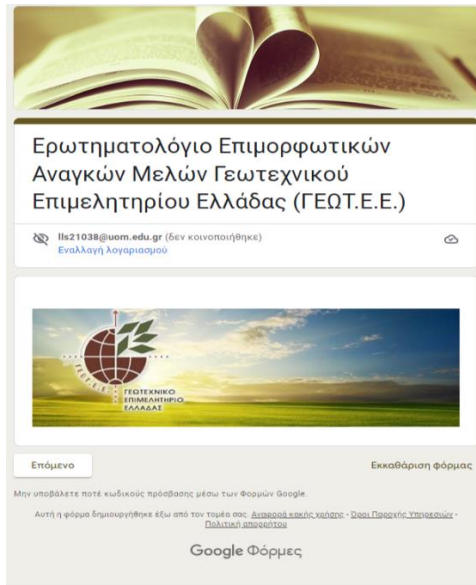 Ερωτηματολόγιο Επιμορφωτικών
Αναγκών Μελών Γεωτεχνικού
Επιμελητηρίου Ελλάδας (ΓΕΩΤ.Ε.Ε.)
lls21038@uom.edu.gr (δεν κοινοποιήθηκε)
Εναλλαγή λογαριασμού
ΓΕΩΤ.Ε.Ε.
ΓΕΩΤΕΧΝΙΚΟ
ΕΠΙΜΕΛΗΤΗΡΙΟ
ΕΛΛΑΔΑΣ
Επόμενο
Εκκαθάριση φόρμας
Μην υποβάλετε ποτέ κωδικούς πρόσβασης μέσω των Φορμών Google.
Αυτή η φόρμα δημιουργήθηκε έξω από τον τομέα σας. Αναφορά κακής χρήσης - Όροι Παροχής Υπηρεσιών -
Πολιτική απορρήτου
Google Φόρμες